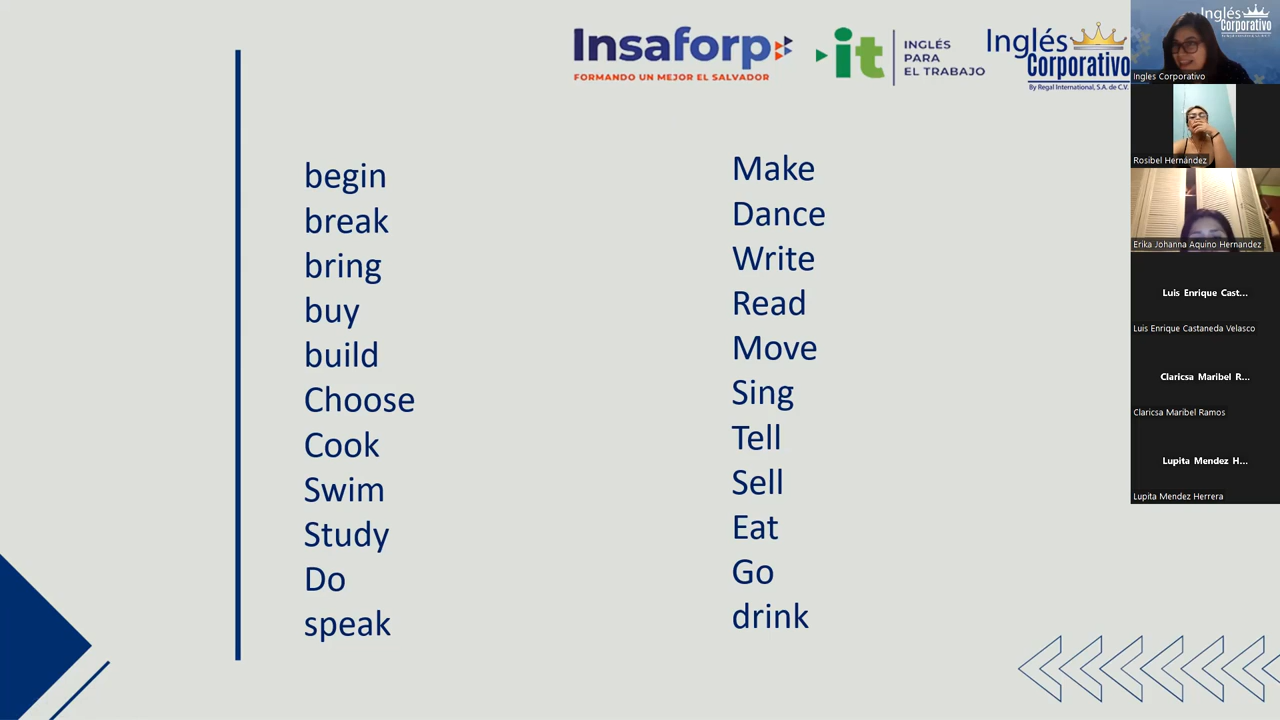 Insaforp
FORMANDO UN MEJOR EL SALVADOR
it
INGLÉS
PARA
EL TRABAJO
Inglés
Corporativo
By Regal International, S.A. de C.V.
begin
break
bring
buy
build
Choose
Cook
Swim
Study
Do
speak
Make
Dance
Write
Read
Move
Sing
Tell
Sell
Eat
Go
drink
Inglés
Corporativo
Ingles Corporativo
Rosibel Hernández
Erika Johanna Aquino Hernandez
Luis Enrique Cast...
Luis Enrique Castaneda Velasco
Claricsa Maribel R...
Claricsa Maribel Ramos
Lupita Mendez H...
Lupita Mendez Herrera